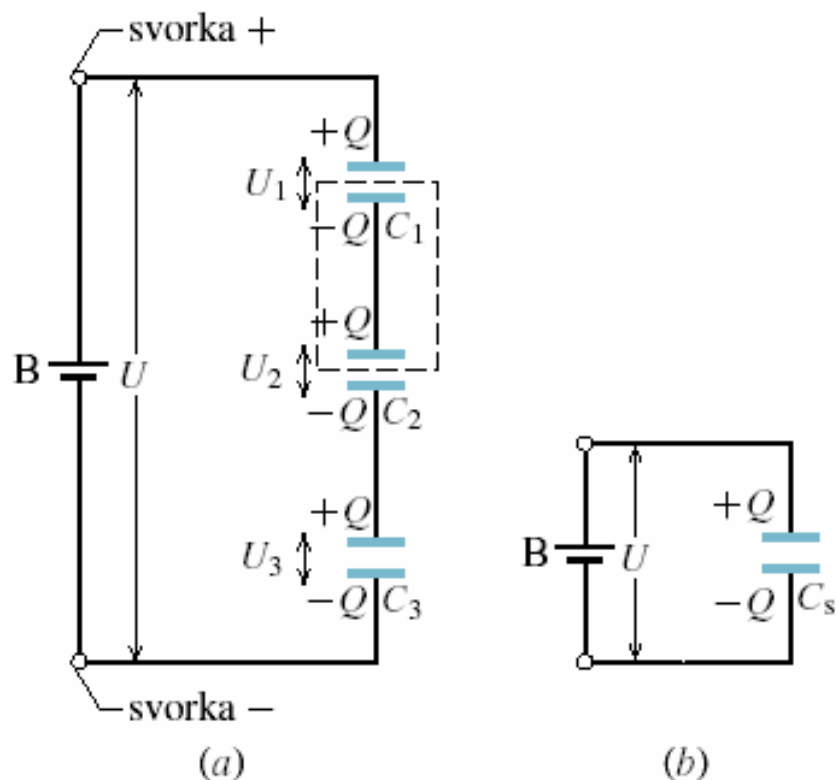 svorka +
+Q
U₁
−Q C₁
+Q
B U U₂
−Q C₂
+Q
U₃
−Q C₃
svorka −
(a)
+Q
B U
−Q Cₛ
(b)